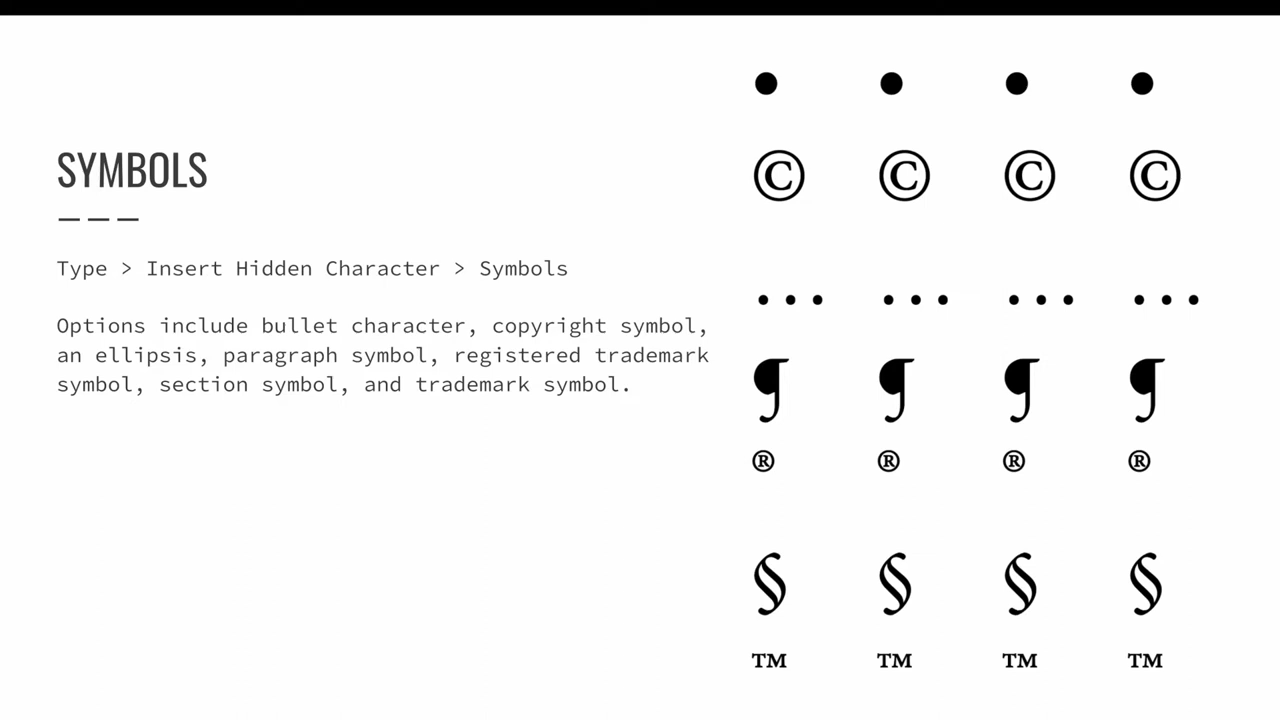 SYMBOLS
Type > Insert Hidden Character > Symbols
Options include bullet character, copyright symbol,
an ellipsis, paragraph symbol, registered trademark
symbol, section symbol, and trademark symbol.
• • • •
© © © ©
… … … …
¶ ¶ ¶ ¶
® ® ® ®
§ § § §
™ ™ ™ ™